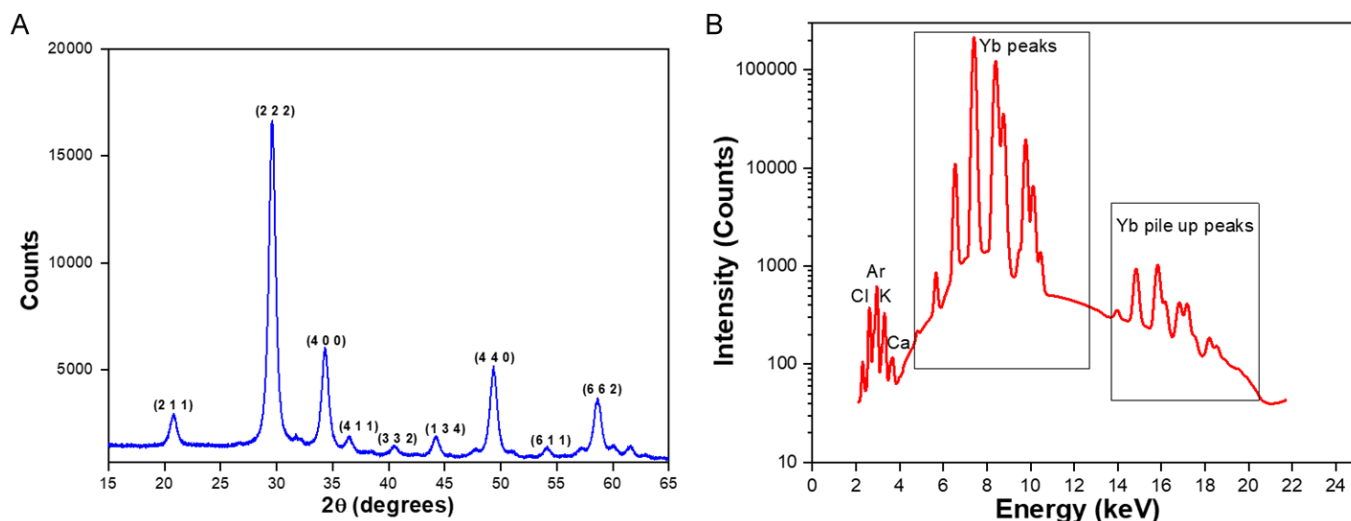 A
20000
15000
10000
5000
Counts
(2 2 2)
(2 1 1)
(4 0 0)
(4 1 1)
(3 3 2)
(1 3 4)
(4 4 0)
(6 1 1)
(6 6 2)
15 20 25 30 35 40 45 50 55 60 65
2θ (degrees)
B
100000
10000
1000
100
10
Intensity (Counts)
Yb peaks
Yb pile up peaks
Ar
Cl K
Ca
0 2 4 6 8 10 12 14 16 18 20 22 24
Energy (keV)